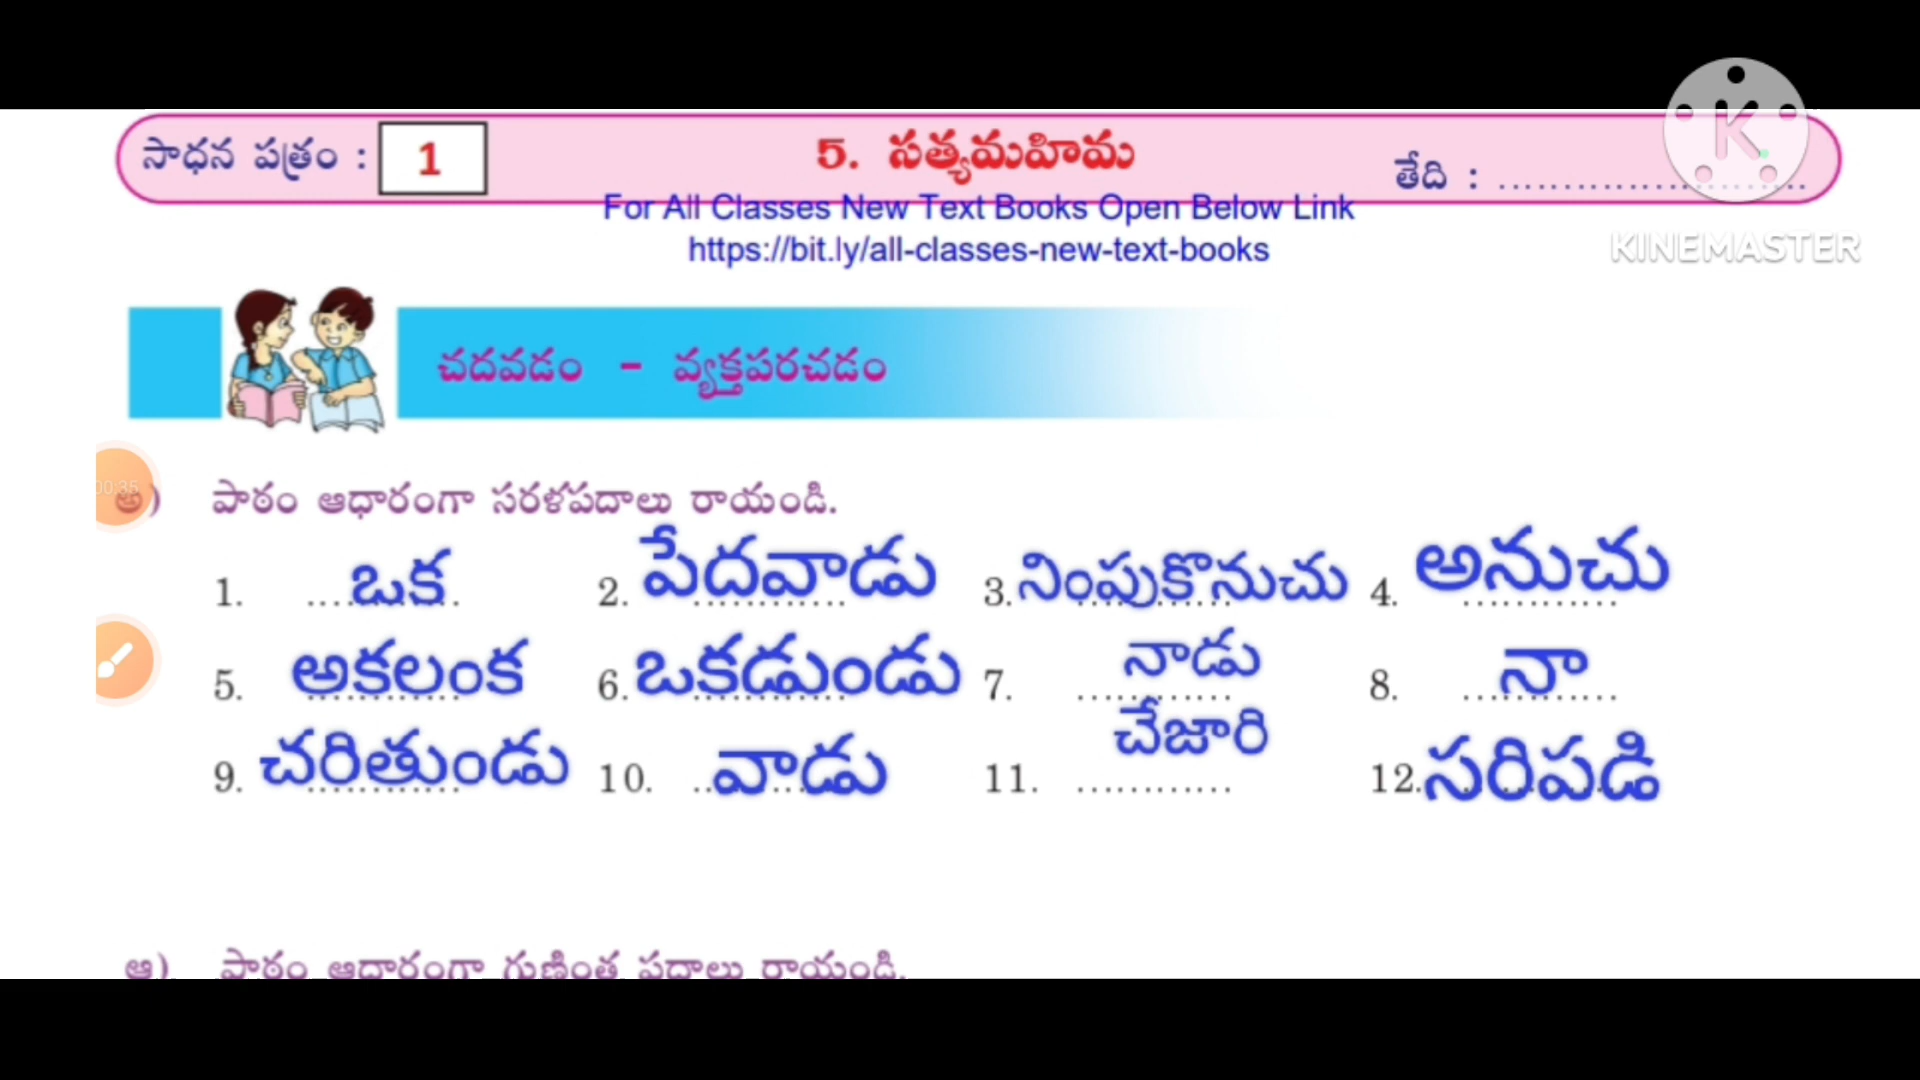 సాధన పత్రం : 1 5. సత్యమహిమ తేది : ........................
For All Classes New Text Books Open Below Link
https://bit.ly/all-classes-new-text-books
KINEMASTER
చదవడం - వ్యక్తపరచడం
00:35
అ) పాఠం ఆధారంగా సరళపదాలు రాయండి.
1. ఒక 2. పేదవాడు 3. నింపుకొనుచు 4. అనుచు
5. అకలంక 6. ఒకడుండు 7. నాడు 8. నా
9. చరితుండు 10. వాడు 11. చేజారి 12. సరిపడి
ఆ) పాఠం ఆధారంగా గుణింత పదాలు రాయండి.